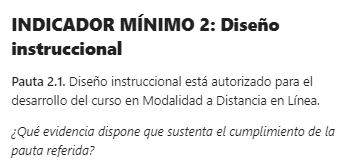 INDICADOR MÍNIMO 2: Diseño
instruccional
Pauta 2.1. Diseño instruccional está autorizado para el
desarrollo del curso en Modalidad a Distancia en Línea.
¿Qué evidencia dispone que sustenta el cumplimiento de la
pauta referida?